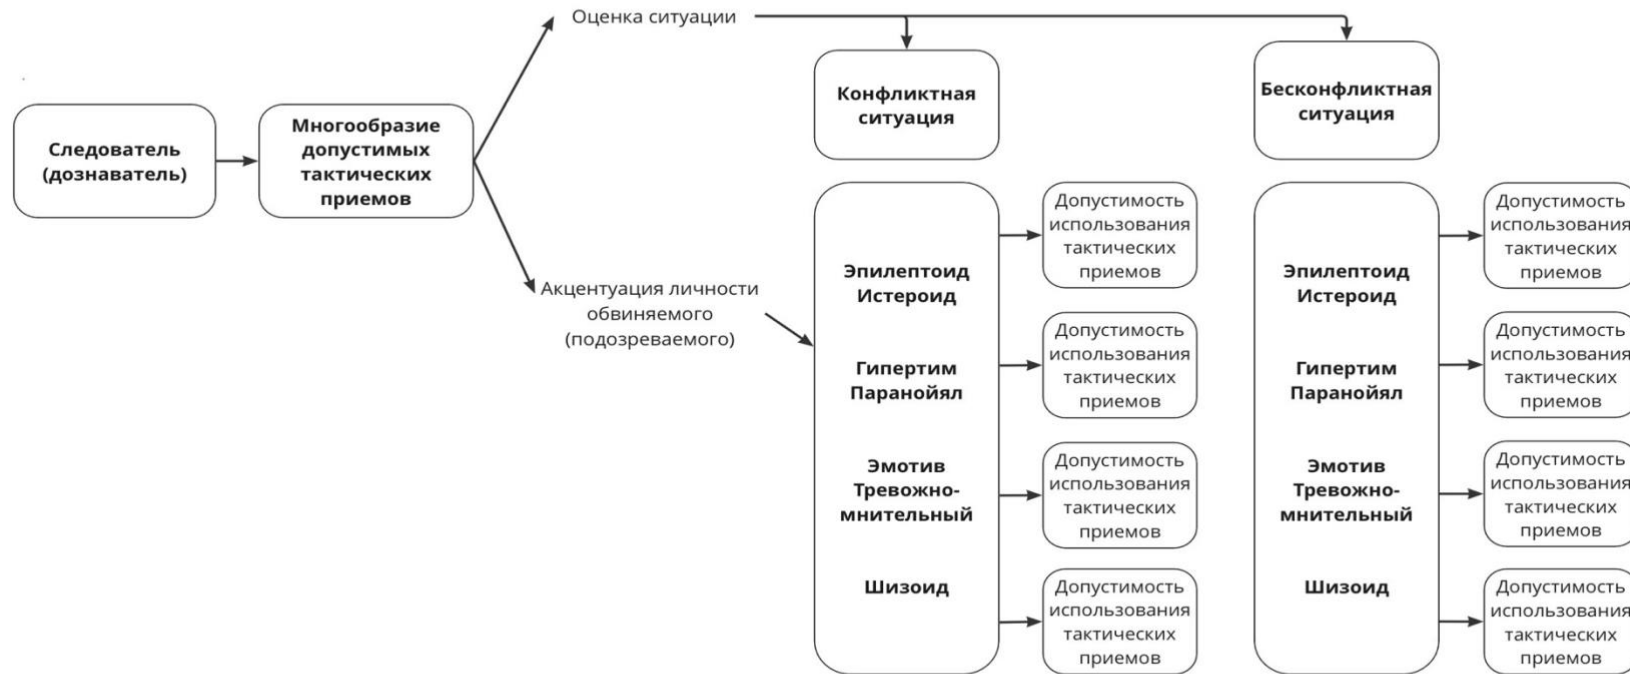 Оценка ситуации
Следователь
(дознаватель)
Многообразие
допустимых
тактических
приемов
Конфликтная
ситуация
Бесконфликтная
ситуация
Акцентуация личности
обвиняемого
(подозреваемого)
Эпилептоид
Истероид
Гипертим
Паранойял
Эмотив
Тревожно-
мнительный
Шизоид
Допустимость
использования
тактических
приемов
Допустимость
использования
тактических
приемов
Допустимость
использования
тактических
приемов
Допустимость
использования
тактических
приемов
Эпилептоид
Истероид
Гипертим
Паранойял
Эмотив
Тревожно-
мнительный
Шизоид
Допустимость
использования
тактических
приемов
Допустимость
использования
тактических
приемов
Допустимость
использования
тактических
приемов
Допустимость
использования
тактических
приемов